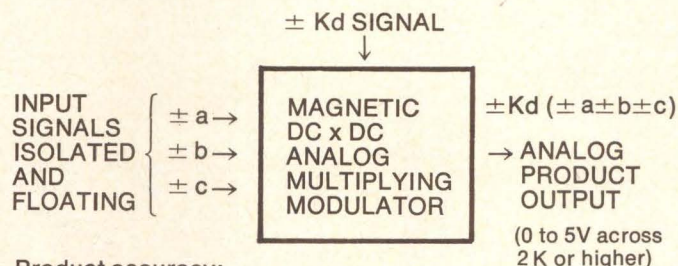 ± Kd SIGNAL
↓
INPUT
SIGNALS
ISOLATED
AND
FLOATING
± a→
± b→
± c→
MAGNETIC
DC x DC
ANALOG
MULTIPLYING
MODULATOR
±Kd (± a±b±c)
→ ANALOG
PRODUCT
OUTPUT
(0 to 5V across
2 K or higher)
Product accuracy: